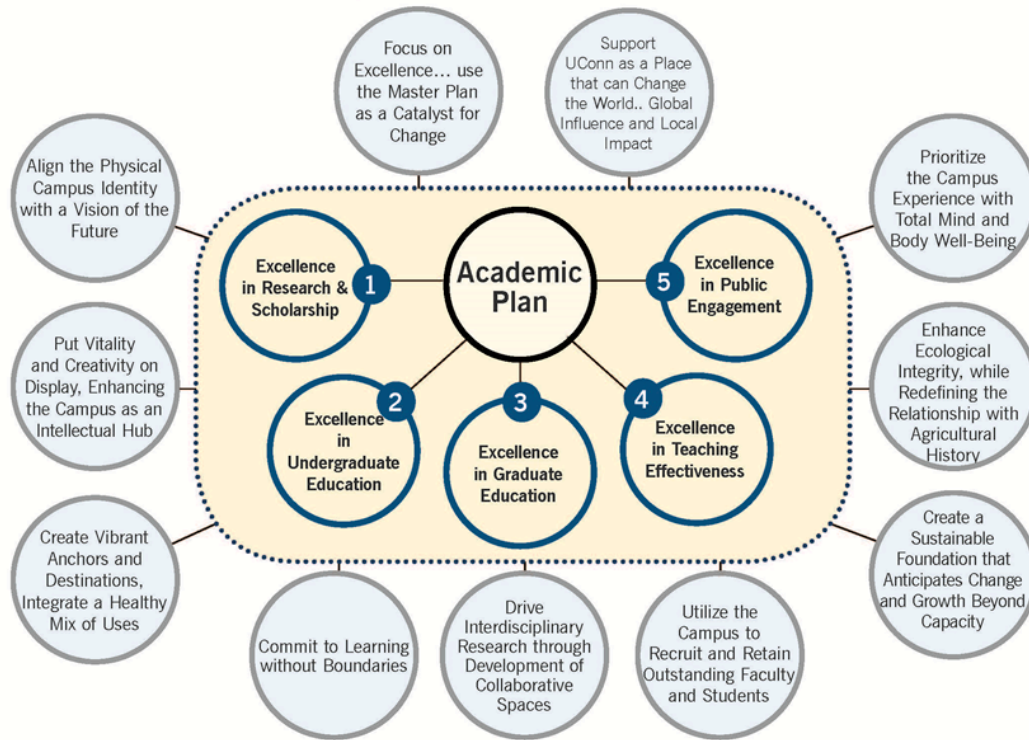 Focus on
Excellence... use
the Master Plan
as a Catalyst for
Change
Support
UConn as a Place
that can Change
the World.. Global
Influence and Local
Impact
Align the Physical
Campus Identity
with a Vision of the
Future
Prioritize
the Campus
Experience with
Total Mind and
Body Well-Being
Academic
Plan
Excellence
in Research &
Scholarship
1
5
Excellence
in Public
Engagement
Put Vitality
and Creativity on
Display, Enhancing
the Campus as an
Intellectual Hub
Enhance
Ecological
Integrity, while
Redefining the
Relationship with
Agricultural
History
2
Excellence
in
Undergraduate
Education
3
Excellence
in Graduate
Education
4
Excellence
in Teaching
Effectiveness
Create Vibrant
Anchors and
Destinations,
Integrate a Healthy
Mix of Uses
Create a
Sustainable
Foundation that
Anticipates Change
and Growth Beyond
Capacity
Commit to Learning
without Boundaries
Drive
Interdisciplinary
Research through
Development of
Collaborative
Spaces
Utilize the
Campus to
Recruit and Retain
Outstanding Faculty
and Students